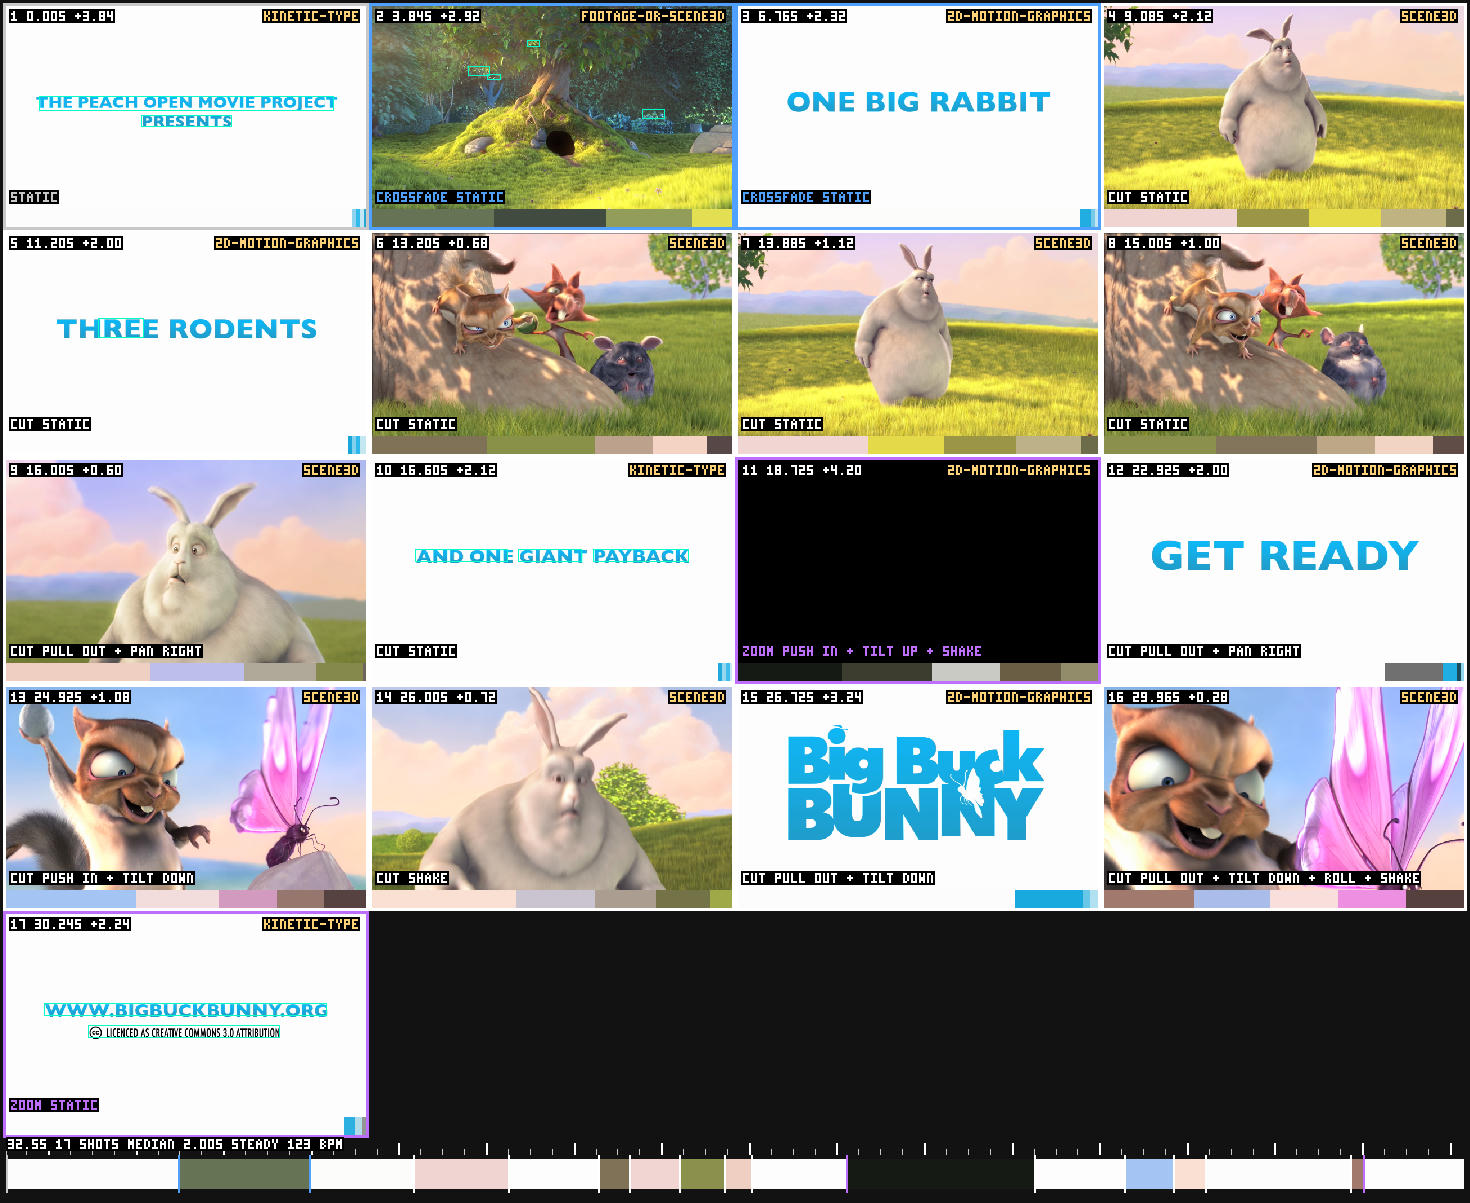 1 0.00S +3.84 KINETIC-TYPE
THE PEACH OPEN MOVIE PROJECT
PRESENTS
STATIC
2 3.84S +2.92 FOOTAGE-OR-SCENE3D
CROSSFADE STATIC
3 6.76S +2.32 2D-MOTION-GRAPHICS
ONE BIG RABBIT
CROSSFADE STATIC
4 9.08S +2.12 SCENE3D
CUT STATIC
5 11.20S +2.00 2D-MOTION-GRAPHICS
THREE RODENTS
CUT STATIC
6 13.20S +0.68 SCENE3D
CUT STATIC
7 13.88S +1.12 SCENE3D
CUT STATIC
8 15.00S +1.00 SCENE3D
CUT STATIC
9 16.00S +0.60 SCENE3D
CUT PULL OUT + PAN RIGHT
10 16.60S +2.12 KINETIC-TYPE
AND ONE GIANT PAYBACK
CUT STATIC
11 18.72S +4.20 2D-MOTION-GRAPHICS
ZOOM PUSH IN + TILT UP + SHAKE
12 22.92S +2.00 2D-MOTION-GRAPHICS
GET READY
CUT PULL OUT + PAN RIGHT
13 24.92S +1.08 SCENE3D
CUT PUSH IN + TILT DOWN
14 26.00S +0.72 SCENE3D
CUT SHAKE
15 26.72S +3.24 2D-MOTION-GRAPHICS
Big Buck
BUNNY
CUT PULL OUT + TILT DOWN
16 29.96S +0.28 SCENE3D
CUT PULL OUT + TILT DOWN + ROLL + SHAKE
17 30.24S +2.24 KINETIC-TYPE
WWW.BIGBUCKBUNNY.ORG
cc LICENCED AS CREATIVE COMMONS 3.0 ATTRIBUTION
ZOOM STATIC
32.5S 17 SHOTS MEDIAN 2.00S STEADY 123 BPM